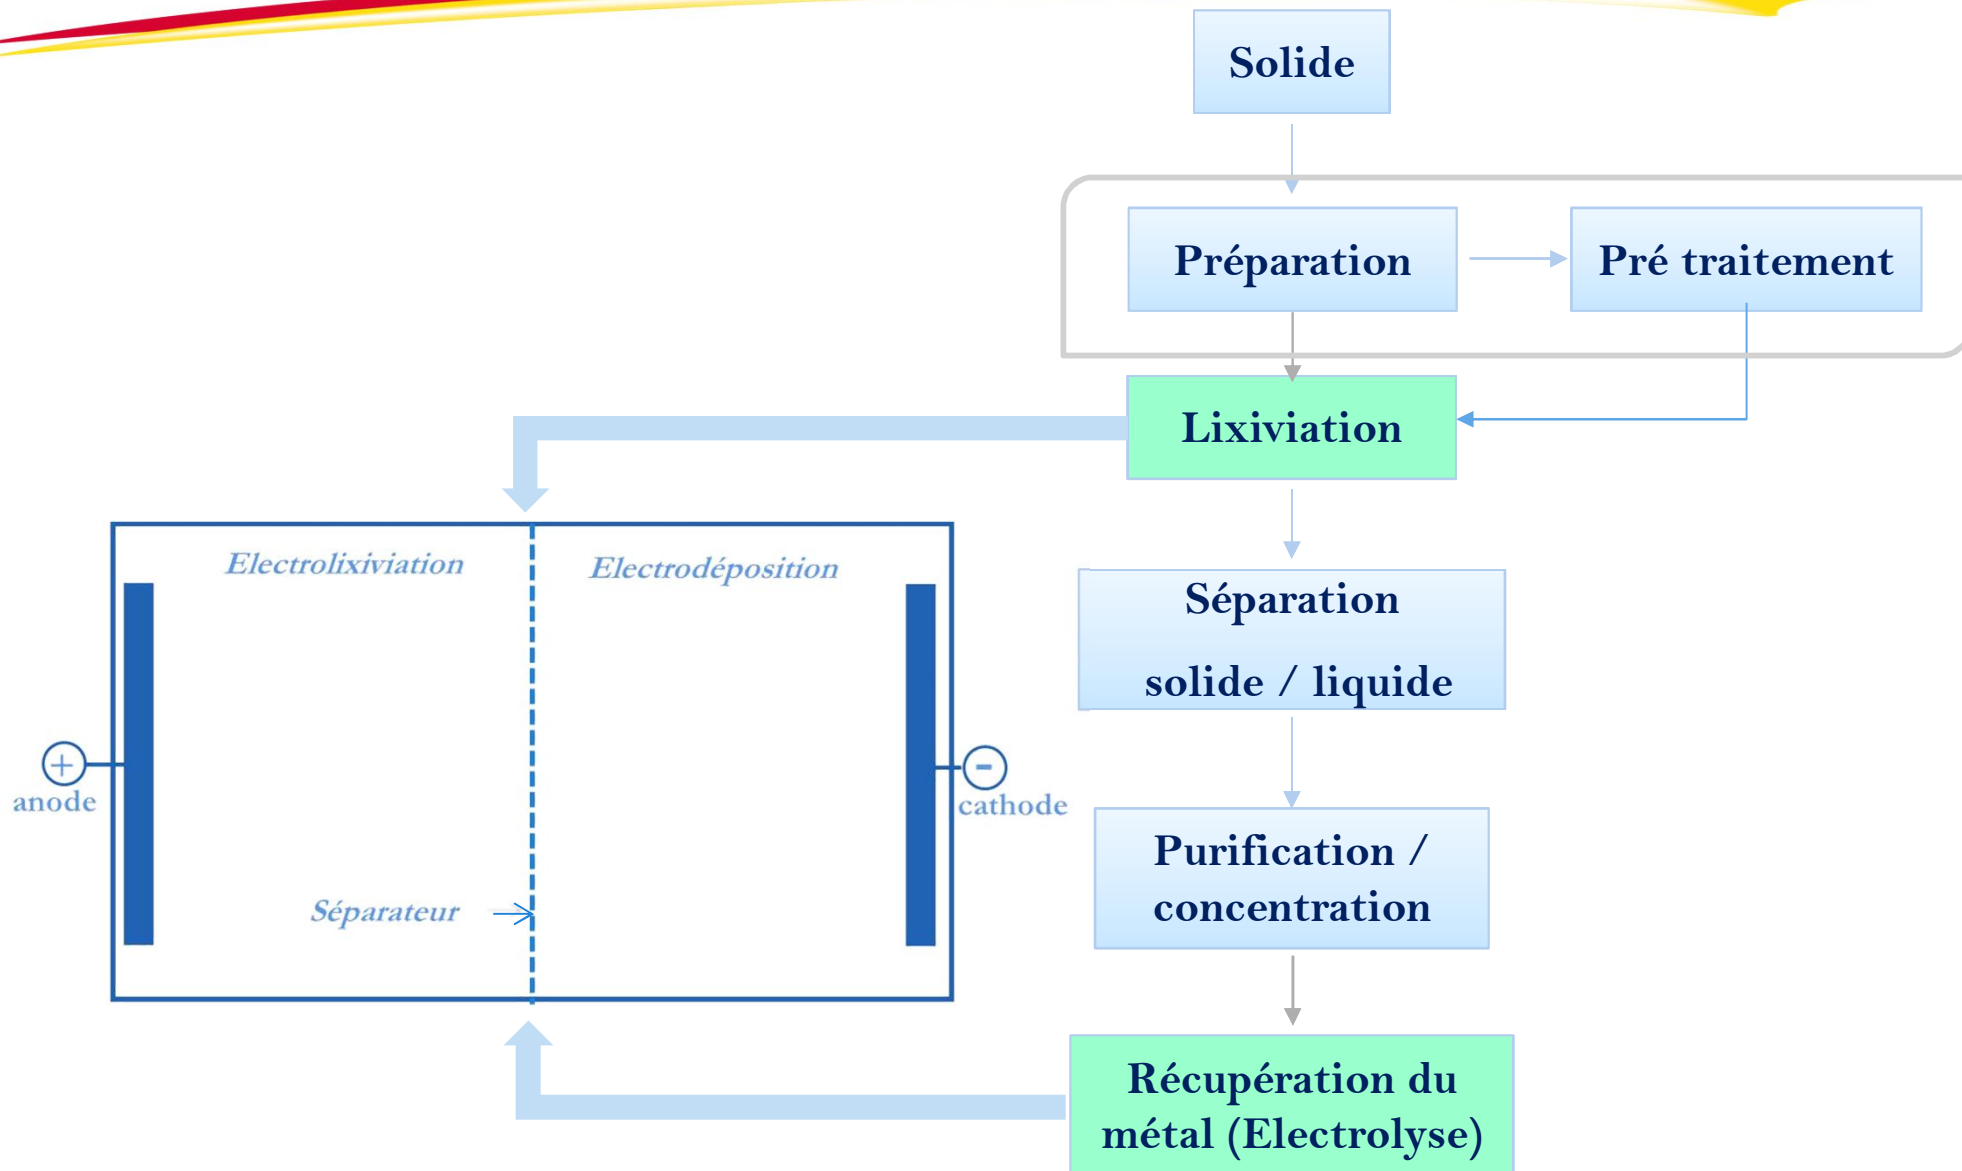 Solide
Préparation
Pré traitement
Lixiviation
Electrolixiviation
Electrodéposition
Séparation
solide / liquide
+
-
anode
cathode
Purification /
concentration
Séparateur
Récupération du
métal (Electrolyse)